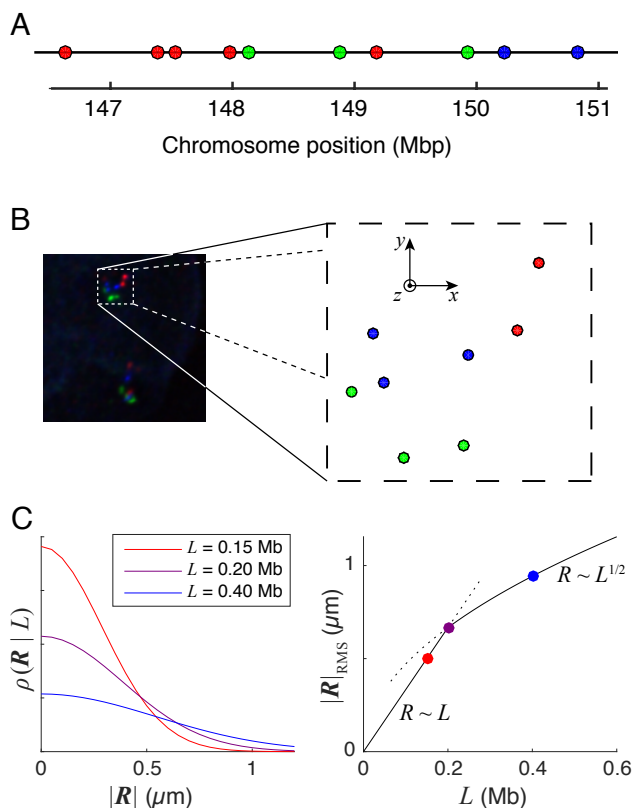 A
147 148 149 150 151
Chromosome position (Mbp)
B
y
z x
C
L = 0.15 Mb
L = 0.20 Mb
L = 0.40 Mb
ρ(R | L)
0 0.5 1
|R| (μm)
1
0
|R|RMS (μm)
R ~ L1/2
R ~ L
0 0.2 0.4 0.6
L (Mb)